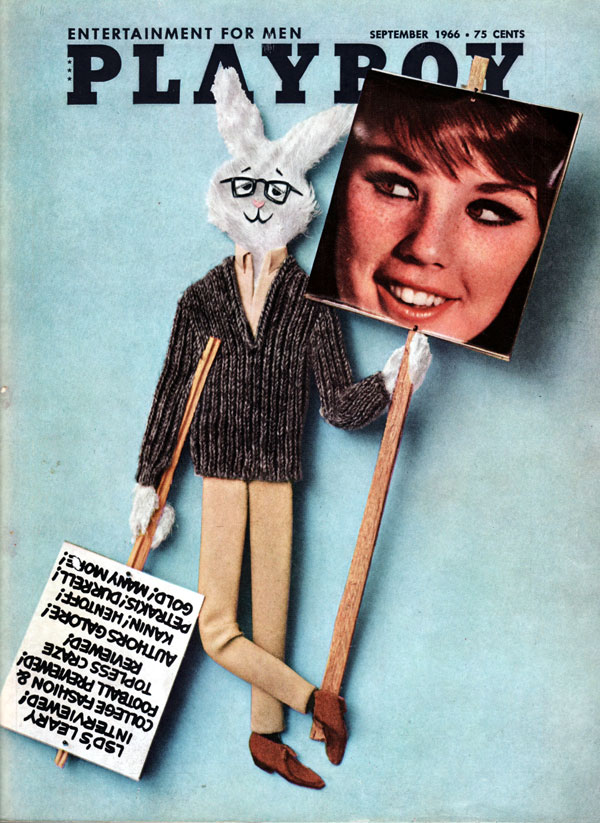 ENTERTAINMENT FOR MEN
SEPTEMBER 1966 • 75 CENTS
PLAYBOY
LSD'S LEARY
INTERVIEWED!
COLLEGE FASHION &
FOOTBALL PREVIEWED!
TOPLESS CRAZE
REVIEWED!
AUTHORS GALORE!
KANIN! HENTOFF!
PETRAKIS! DURRELL!
GOLD! MANY MORE!